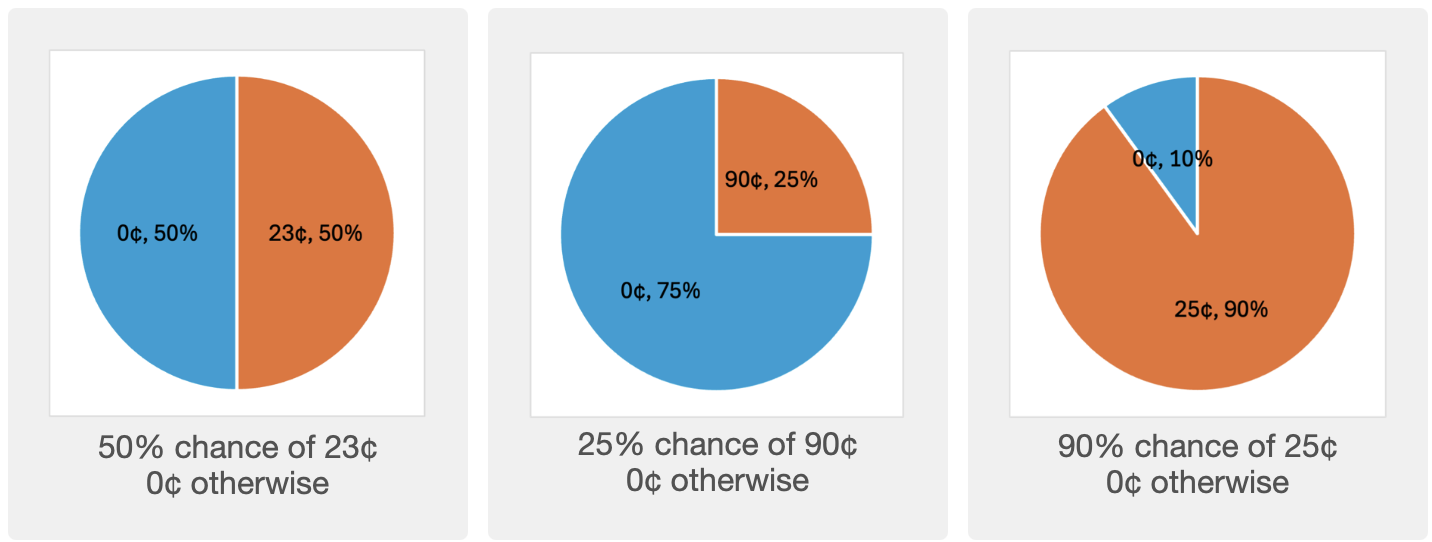 0¢, 50%
23¢, 50%
50% chance of 23¢
0¢ otherwise
90¢, 25%
0¢, 75%
25% chance of 90¢
0¢ otherwise
0¢, 10%
25¢, 90%
90% chance of 25¢
0¢ otherwise